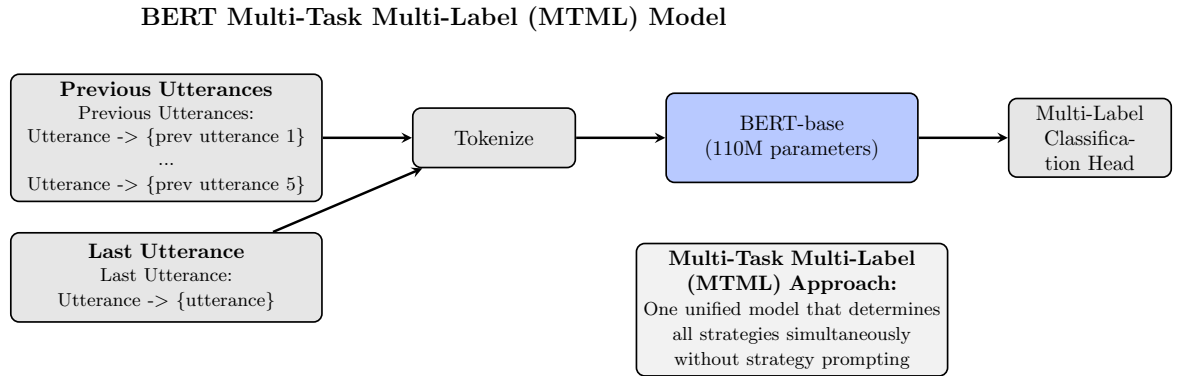 BERT Multi-Task Multi-Label (MTML) Model
Previous Utterances
Previous Utterances:
Utterance -> {prev utterance 1}
...
Utterance -> {prev utterance 5}
Last Utterance
Last Utterance:
Utterance -> {utterance}
Tokenize
BERT-base
(110M parameters)
Multi-Label
Classifica-
tion Head
Multi-Task Multi-Label
(MTML) Approach:
One unified model that determines
all strategies simultaneously
without strategy prompting